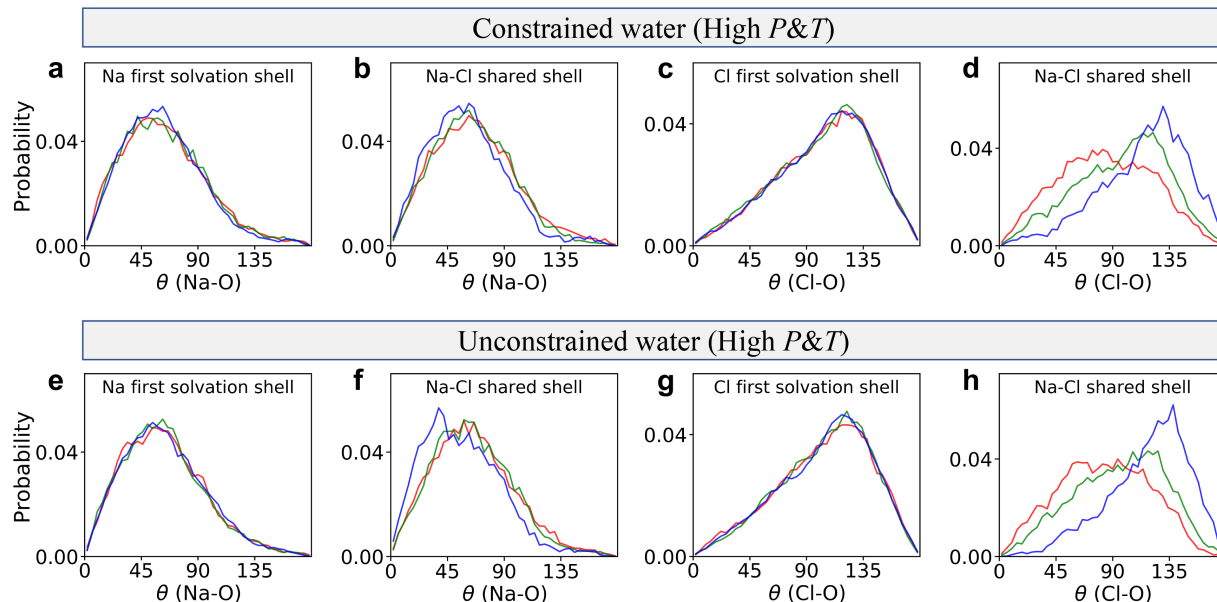 Constrained water (High P&T)
a Na first solvation shell
b Na-Cl shared shell
c Cl first solvation shell
d Na-Cl shared shell
Probability
0.04
0.00
0 45 90 135
θ (Na-O)
0.04
0.00
0 45 90 135
θ (Na-O)
0.04
0.00
0 45 90 135
θ (Cl-O)
0.04
0.00
0 45 90 135
θ (Cl-O)
Unconstrained water (High P&T)
e Na first solvation shell
f Na-Cl shared shell
g Cl first solvation shell
h Na-Cl shared shell
Probability
0.04
0.00
0 45 90 135
θ (Na-O)
0.04
0.00
0 45 90 135
θ (Na-O)
0.04
0.00
0 45 90 135
θ (Cl-O)
0.04
0.00
0 45 90 135
θ (Cl-O)